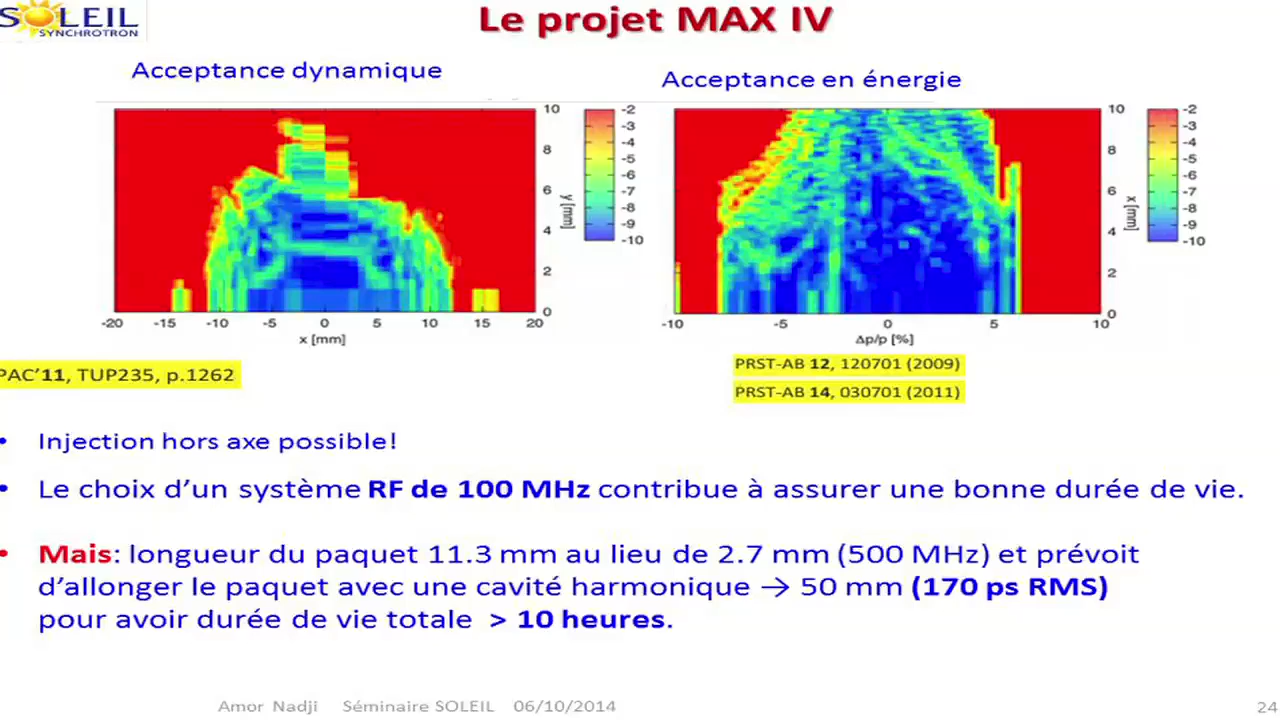 SOLEIL
SYNCHROTRON
Le projet MAX IV
Acceptance dynamique
Acceptance en énergie
10
8
6
4
2
0
y [mm]
-2
-3
-4
-5
-6
-7
-8
-9
-10
-20 -15 -10 -5 0 5 10 15 20
x [mm]
10
8
6
4
2
0
x [mm]
-2
-3
-4
-5
-6
-7
-8
-9
-10
-10 -5 0 5 10
Δp/p [%]
PAC'11, TUP235, p.1262
PRST-AB 12, 120701 (2009)
PRST-AB 14, 030701 (2011)
• Injection hors axe possible!
• Le choix d'un système RF de 100 MHz contribue à assurer une bonne durée de vie.
• Mais: longueur du paquet 11.3 mm au lieu de 2.7 mm (500 MHz) et prévoit
d'allonger le paquet avec une cavité harmonique → 50 mm (170 ps RMS)
pour avoir durée de vie totale > 10 heures.
Amor Nadji Séminaire SOLEIL 06/10/2014
24